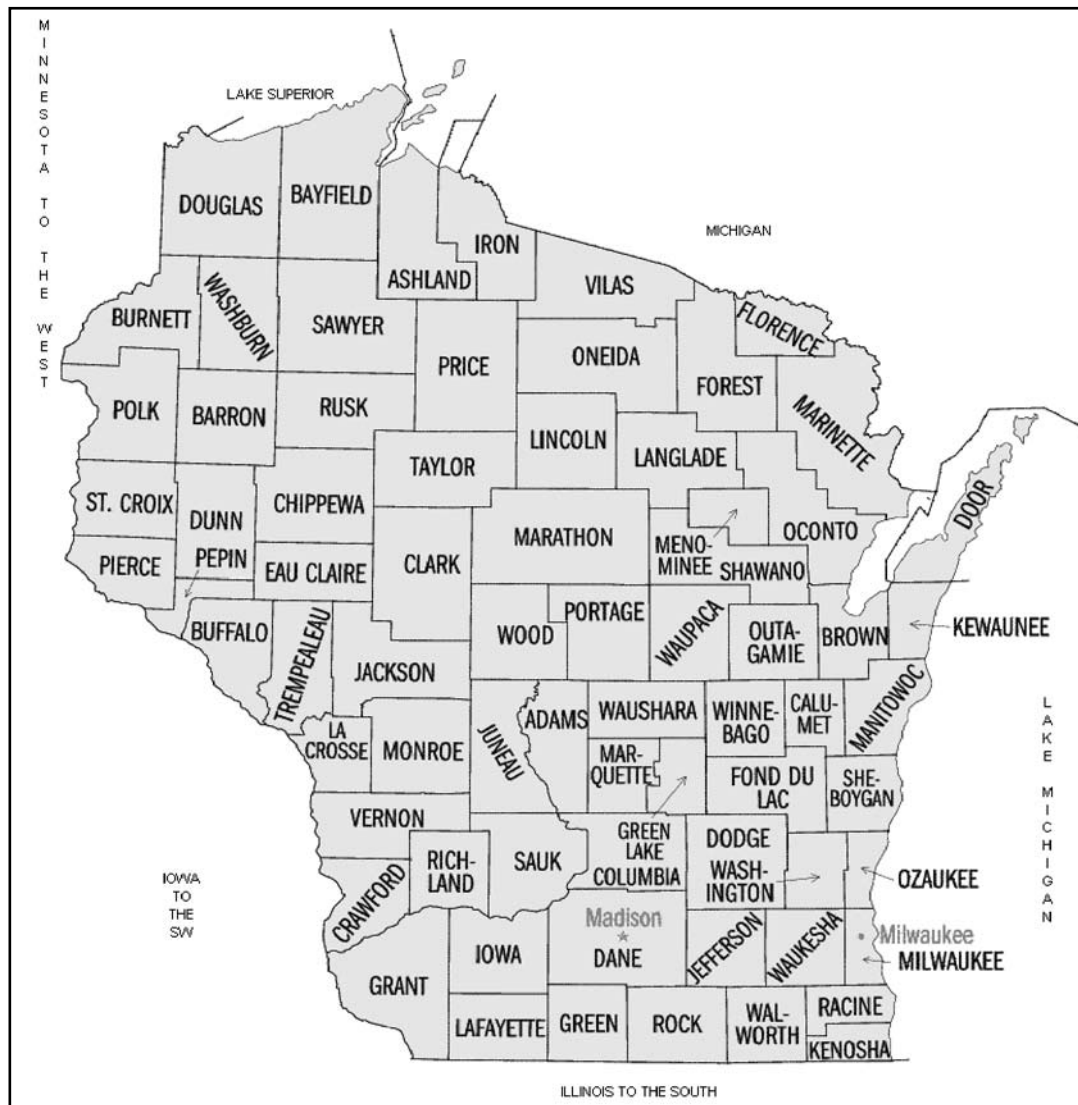 MINNESOTA TO THE WEST
LAKE SUPERIOR
MICHIGAN
DOUGLAS
BAYFIELD
IRON
ASHLAND
VILAS
BURNETT
WASHBURN
SAWYER
FLORENCE
PRICE
ONEIDA
FOREST
POLK
BARRON
RUSK
MARINETTE
LINCOLN
LANGLADE
TAYLOR
ST. CROIX
DUNN
CHIPPEWA
DOOR
OCONTO
MARATHON
MENO-
MINEE
PIERCE
PEPIN
EAU CLAIRE
CLARK
SHAWANO
BUFFALO
TREMPEALEAU
JACKSON
WOOD
PORTAGE
WAUPACA
OUTA-
GAMIE
BROWN
KEWAUNEE
LA
CROSSE
MONROE
JUNEAU
ADAMS
WAUSHARA
WINNE-
BAGO
CALU-
MET
MANITOWOC
MAR-
QUETTE
FOND DU
LAC
SHE-
BOYGAN
LAKE MICHIGAN
VERNON
RICH-
LAND
SAUK
GREEN
LAKE
COLUMBIA
DODGE
WASH-
INGTON
OZAUKEE
IOWA
TO
THE
SW
CRAWFORD
GRANT
IOWA
Madison
DANE
JEFFERSON
WAUKESHA
Milwaukee
MILWAUKEE
LAFAYETTE
GREEN
ROCK
WAL-
WORTH
RACINE
KENOSHA
ILLINOIS TO THE SOUTH